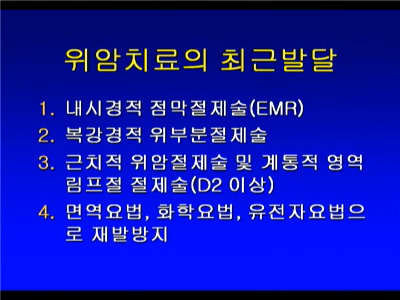 위암치료의 최근발달
1. 내시경적 점막절제술(EMR)
2. 복강경적 위부분절제술
3. 근치적 위암절제술 및 계통적 영역
림프절 절제술(D2 이상)
4. 면역요법, 화학요법, 유전자요법으
로 재발방지